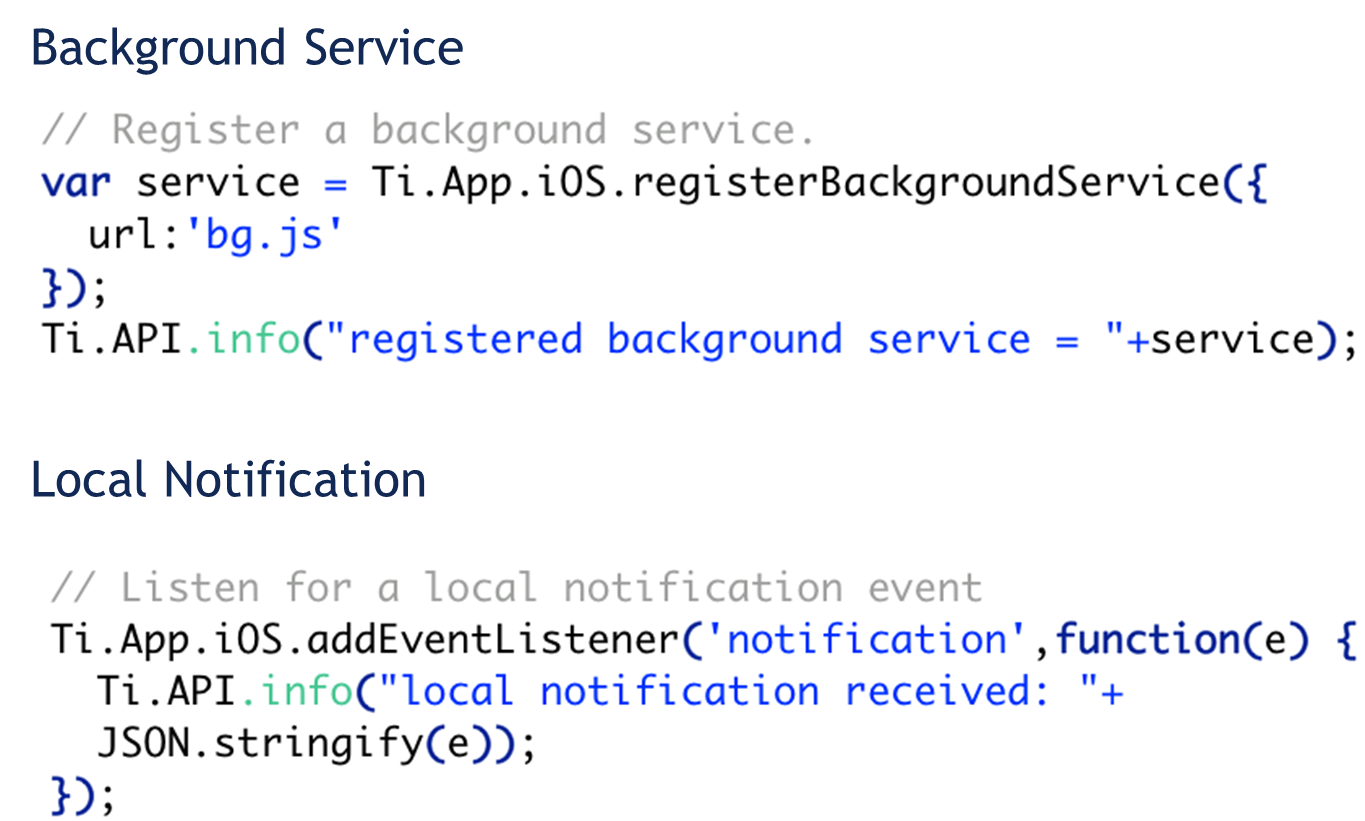 Background Service
// Register a background service.
var service = Ti.App.iOS.registerBackgroundService({
url:'bg.js'
});
Ti.API.info("registered background service = "+service);
Local Notification
// Listen for a local notification event
Ti.App.iOS.addEventListener('notification',function(e) {
Ti.API.info("local notification received: "+
JSON.stringify(e));
});